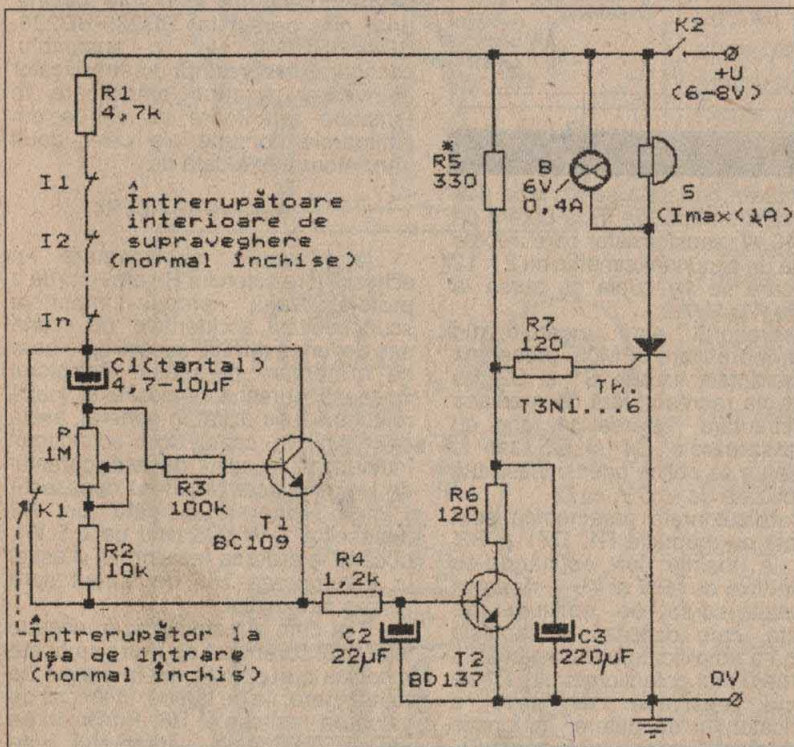 K2
+U
(6-8V)
R1
4,7k
R5*
330
B
6V
0,4A
S
(Imax<1A)
I1
I2
In
Întrerupătoare
interioare de
supraveghere
(normal închise)
R7
120
Th.
T3N1...6
C1(tantal)
4,7-10µF
P
1M
R3
100k
T1
BC109
K1
R2
10k
R6
120
R4
1,2k
C2
22µF
T2
BD137
C3
220µF
0V
Întrerupător la
uşa de intrare
(normal închis)